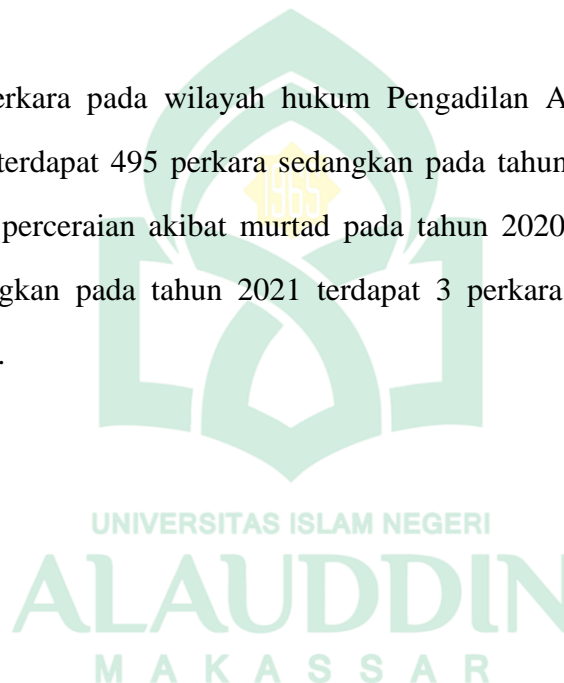 erkara pada wilayah hukum Pengadilan A
terdapat 495 perkara sedangkan pada tahun
perceraian akibat murtad pada tahun 2020
gkan pada tahun 2021 terdapat 3 perkara
.
1965
UNIVERSITAS ISLAM NEGERI
ALAUDDIN
MAKASSAR